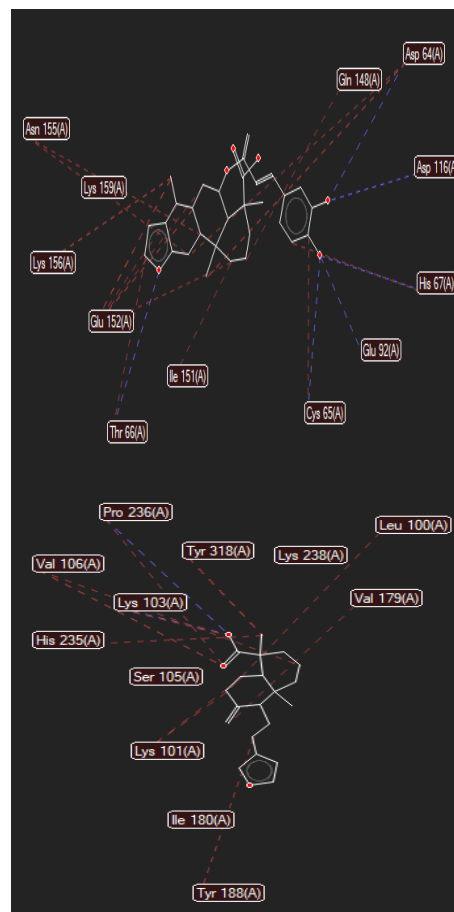 Asp 64(A)
Gln 148(A)
Asn 155(A)
Asp 116(A)
Lys 159(A)
Lys 156(A)
His 67(A)
Glu 152(A)
Glu 92(A)
Ile 151(A)
Cys 65(A)
Thr 66(A)
Pro 236(A)
Leu 100(A)
Tyr 318(A)
Lys 238(A)
Val 106(A)
Lys 103(A)
Val 179(A)
His 235(A)
Ser 105(A)
Lys 101(A)
Ile 180(A)
Tyr 188(A)